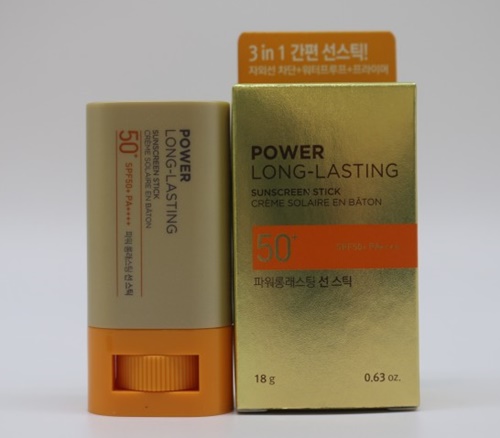 3 in 1 간편 선스틱!
자외선 차단+워터프루프+프라이머
POWER
LONG-LASTING
SUNSCREEN STICK
CRÈME SOLAIRE EN BÂTON
50+
SPF50+ PA++++
파워롱래스팅 선 스틱
18 g 0.63 oz.
POWER
LONG-LASTING
SUNSCREEN STICK
CRÈME SOLAIRE EN BÂTON
50+ SPF50+ PA++++
파워 롱래스팅 선 스틱